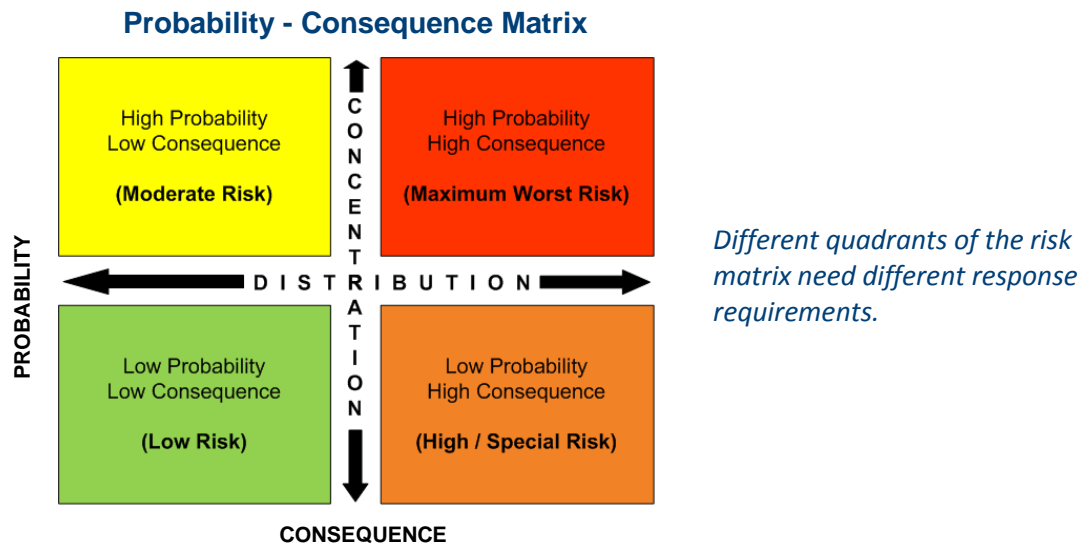 Probability - Consequence Matrix
High Probability
Low Consequence
(Moderate Risk)
CONCENTRATION
High Probability
High Consequence
(Maximum Worst Risk)
PROBABILITY
DISTRIBUTION
Different quadrants of the risk
matrix need different response
requirements.
Low Probability
Low Consequence
(Low Risk)
Low Probability
High Consequence
(High / Special Risk)
CONSEQUENCE